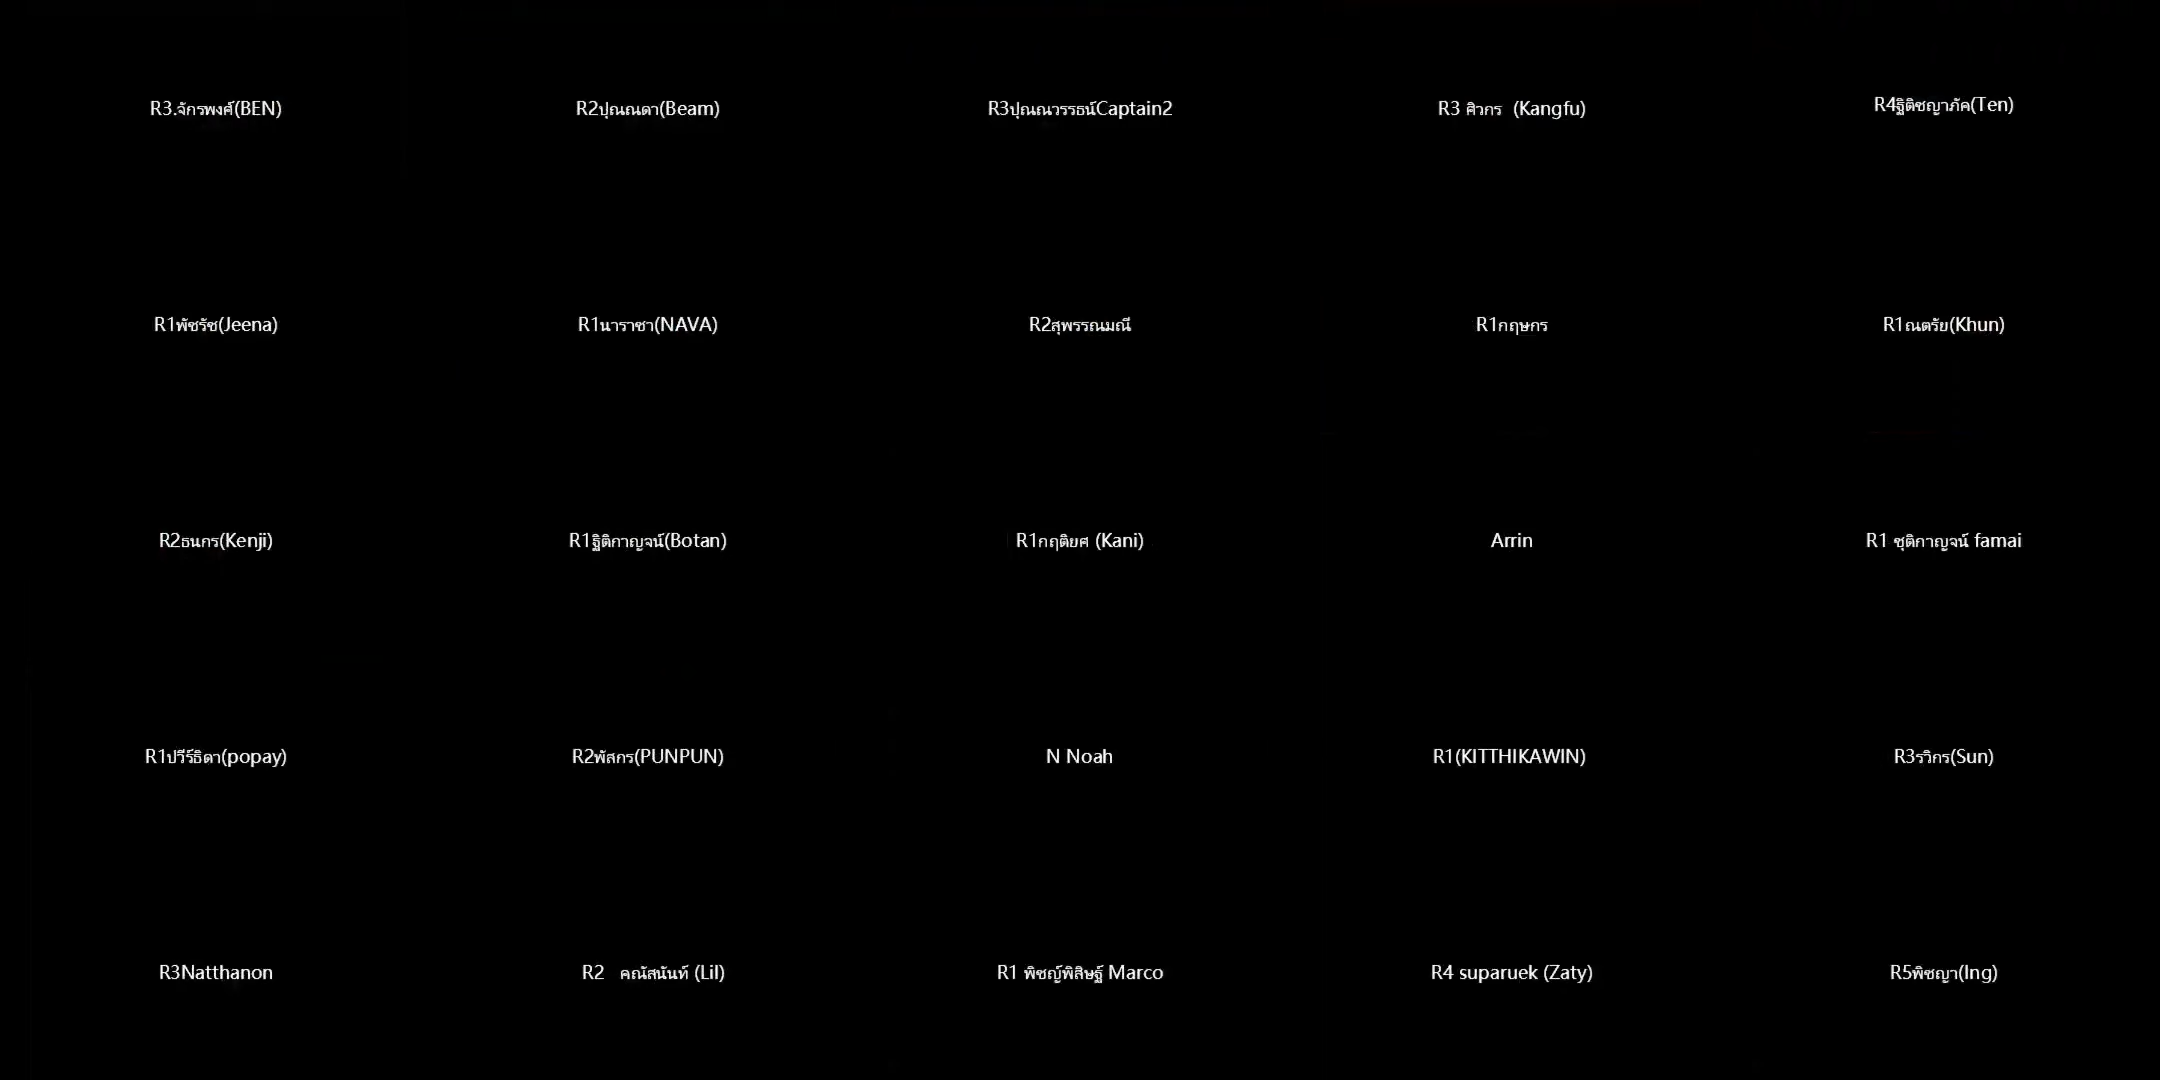 R3.จักรพงศ์(BEN)
R2ปุณณดา(Beam)
R3ปุณณวรรธน์Captain2
R3 ศิวกร (Kangfu)
R4ฐิติชญาภัค(Ten)
R1พัชรัช(Jeena)
R1นาราชา(NAVA)
R2สุพรรณมณี
R1กฤษกร
R1ณตรัย(Khun)
R2ธนกร(Kenji)
R1ฐิติกาญจน์(Botan)
R1กฤติยศ (Kani)
Arrin
R1 ชุติกาญจน์ famai
R1ปวีร์ธิดา(popay)
R2พัสกร(PUNPUN)
N Noah
R1(KITTHIKAWIN)
R3รวิกร(Sun)
R3Natthanon
R2 คณัสนันท์ (Lil)
R1 พิชญ์พิสิษฐ์ Marco
R4 suparuek (Zaty)
R5พิชญา(Ing)